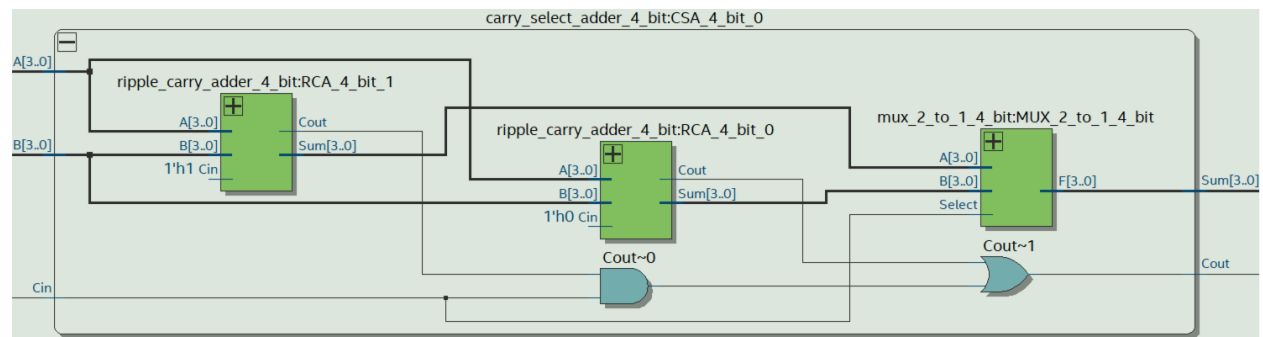 carry_select_adder_4_bit:CSA_4_bit_0
A[3..0]
B[3..0]
Cin
ripple_carry_adder_4_bit:RCA_4_bit_1
A[3..0]
B[3..0]
1'h1 Cin
Cout
Sum[3..0]
ripple_carry_adder_4_bit:RCA_4_bit_0
A[3..0]
B[3..0]
1'h0 Cin
Cout
Sum[3..0]
Cout~0
mux_2_to_1_4_bit:MUX_2_to_1_4_bit
A[3..0]
B[3..0]
Select
F[3..0]
Cout~1
Sum[3..0]
Cout